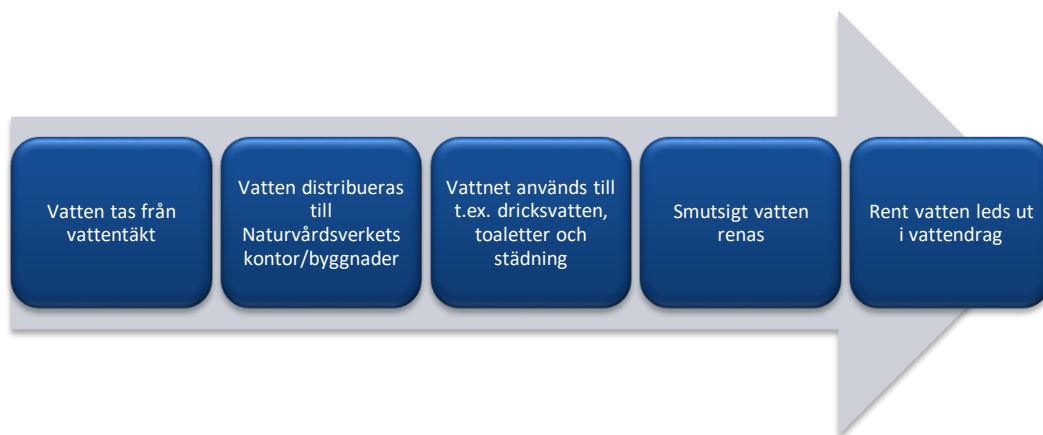 Vatten tas från
vattentäkt
Vatten distribueras
till
Naturvårdsverkets
kontor/byggnader
Vattnet används till
t.ex. dricksvatten,
toaletter och
städning
Smutsigt vatten
renas
Rent vatten leds ut
i vattendrag